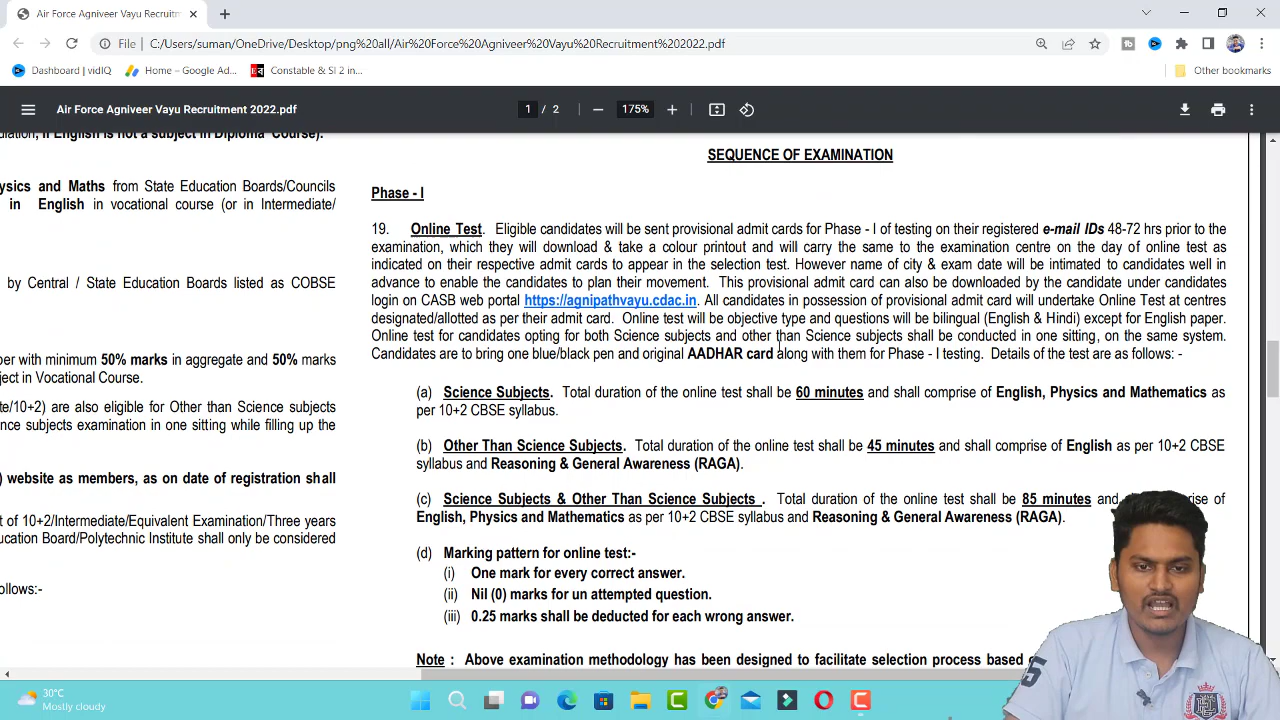 Air Force Agniveer Vayu Recruitm
File C:/Users/suman/OneDrive/Desktop/png%20all/Air%20Force%20Agniveer%20Vayu%20Recruitment%202022.pdf
Dashboard | vidIQ Home – Google Ad... Constable & SI 2 in... Other bookmarks
Air Force Agniveer Vayu Recruitment 2022.pdf 1 / 2 175%
if English is not a subject in Diploma Course).
ysics and Maths from State Education Boards/Councils
in English in vocational course (or in Intermediate/
by Central / State Education Boards listed as COBSE
per with minimum 50% marks in aggregate and 50% marks
ject in Vocational Course.
te/10+2) are also eligible for Other than Science subjects
nce subjects examination in one sitting while filling up the
) website as members, as on date of registration shall
t of 10+2/Intermediate/Equivalent Examination/Three years
ucation Board/Polytechnic Institute shall only be considered
ollows:-
SEQUENCE OF EXAMINATION
Phase - I
19. Online Test. Eligible candidates will be sent provisional admit cards for Phase - I of testing on their registered e-mail IDs 48-72 hrs prior to the
examination, which they will download & take a colour printout and will carry the same to the examination centre on the day of online test as
indicated on their respective admit cards to appear in the selection test. However name of city & exam date will be intimated to candidates well in
advance to enable the candidates to plan their movement. This provisional admit card can also be downloaded by the candidate under candidates
login on CASB web portal https://agnipathvayu.cdac.in. All candidates in possession of provisional admit card will undertake Online Test at centres
designated/allotted as per their admit card. Online test will be objective type and questions will be bilingual (English & Hindi) except for English paper.
Online test for candidates opting for both Science subjects and other than Science subjects shall be conducted in one sitting, on the same system.
Candidates are to bring one blue/black pen and original AADHAR card along with them for Phase - I testing. Details of the test are as follows: -
(a) Science Subjects. Total duration of the online test shall be 60 minutes and shall comprise of English, Physics and Mathematics as
per 10+2 CBSE syllabus.
(b) Other Than Science Subjects. Total duration of the online test shall be 45 minutes and shall comprise of English as per 10+2 CBSE
syllabus and Reasoning & General Awareness (RAGA).
(c) Science Subjects & Other Than Science Subjects . Total duration of the online test shall be 85 minutes and of
English, Physics and Mathematics as per 10+2 CBSE syllabus and Reasoning & General Awareness (RAGA).
(d) Marking pattern for online test:-
(i) One mark for every correct answer.
(ii) Nil (0) marks for un attempted question.
(iii) 0.25 marks shall be deducted for each wrong answer.
Note : Above examination methodology has been designed to facilitate selection process based
30°C
Mostly cloudy